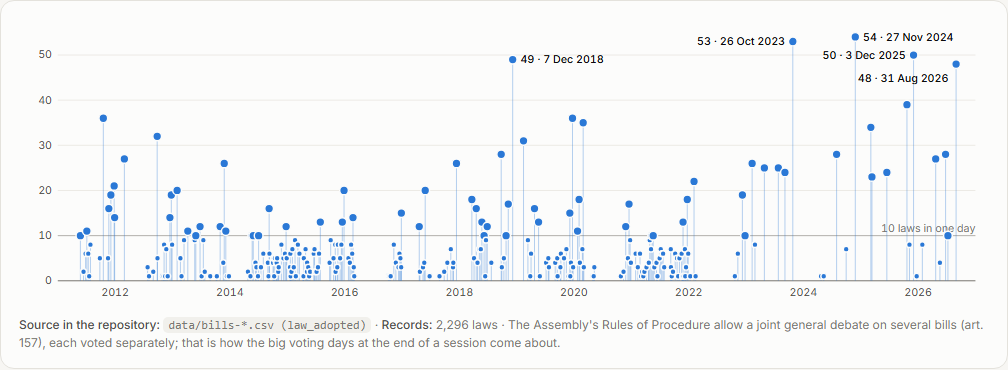 54 · 27 Nov 2024
53 · 26 Oct 2023
50 · 3 Dec 2025
50
49 · 7 Dec 2018
48 · 31 Aug 2026
40
30
20
10 laws in one day
10
0
2012 2014 2016 2018 2020 2022 2024 2026
Source in the repository: data/bills-*.csv (law_adopted) · Records: 2,296 laws · The Assembly's Rules of Procedure allow a joint general debate on several bills (art.
157), each voted separately; that is how the big voting days at the end of a session come about.